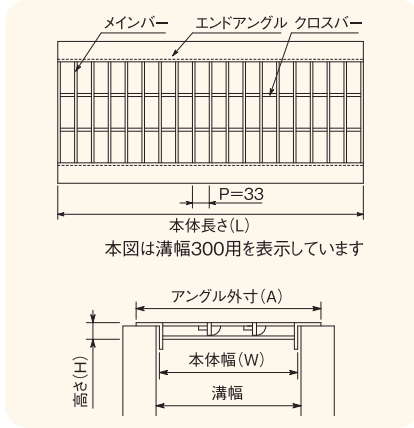 メインバー エンドアングル クロスバー
P=33
本体長さ(L)
本図は溝幅300用を表示しています
アングル外寸(A)
高さ(H)
本体幅(W)
溝幅